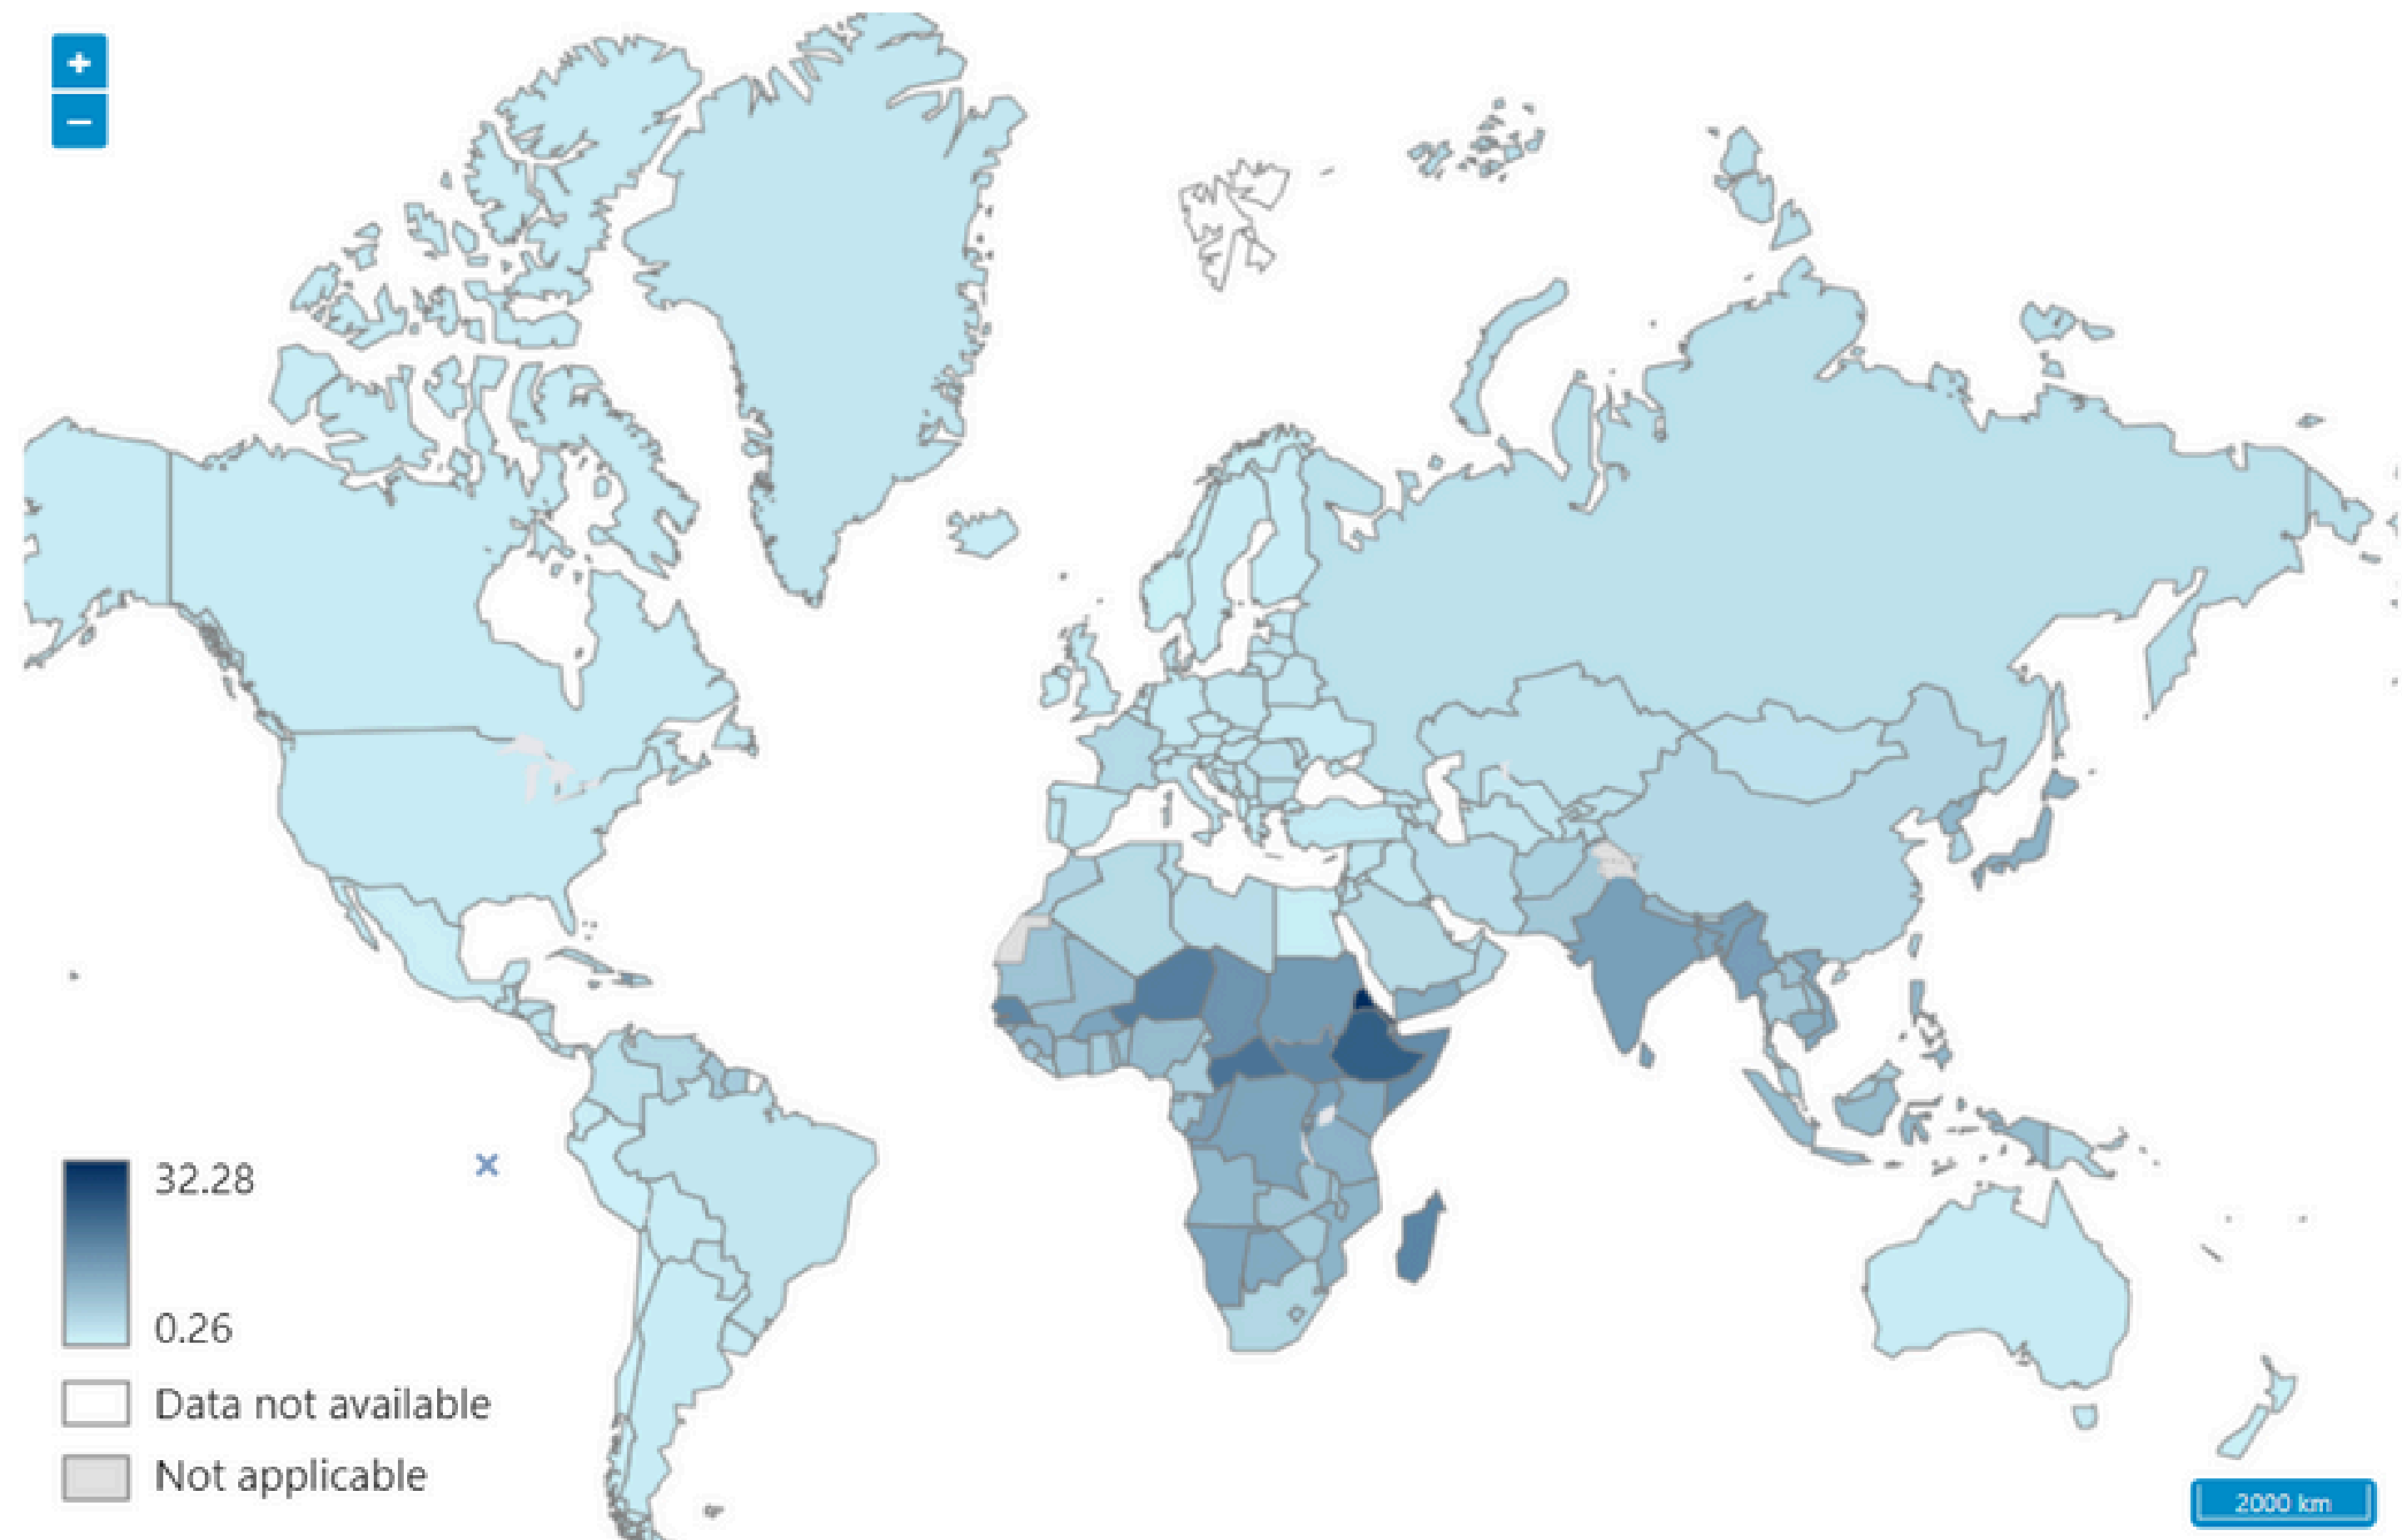 +
−
32.28
0.26
Data not available
Not applicable
2000 km